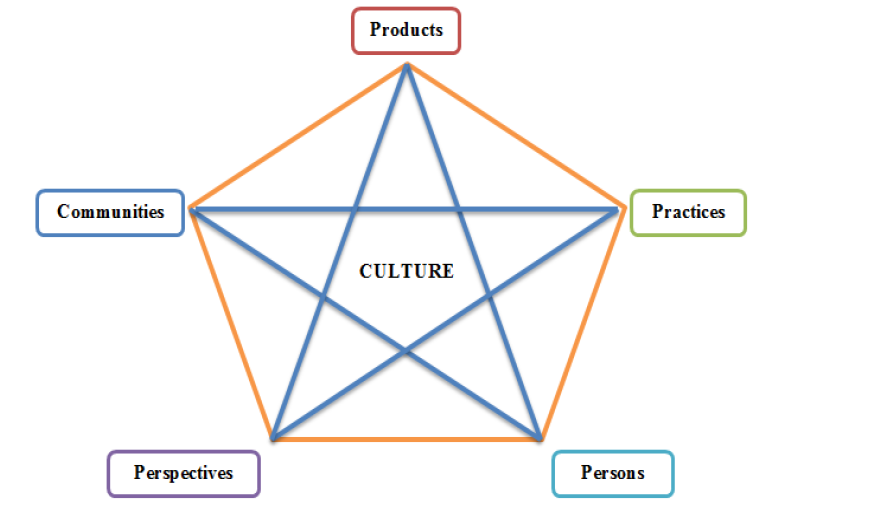 Products
Communities
Practices
CULTURE
Perspectives
Persons